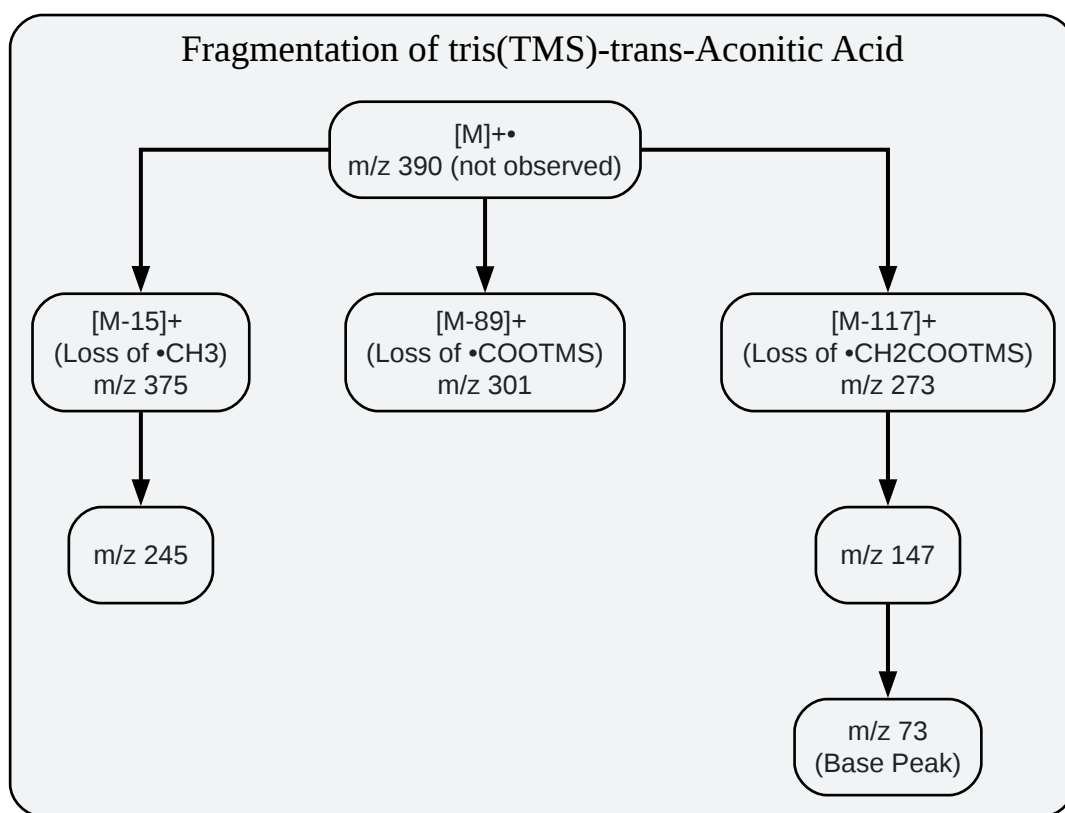 Fragmentation of tris(TMS)-trans-Aconitic Acid
[M]+•
m/z 390 (not observed)
[M-15]+
(Loss of •CH3)
m/z 375
[M-89]+
(Loss of •COOTMS)
m/z 301
[M-117]+
(Loss of •CH2COOTMS)
m/z 273
m/z 245
m/z 147
m/z 73
(Base Peak)